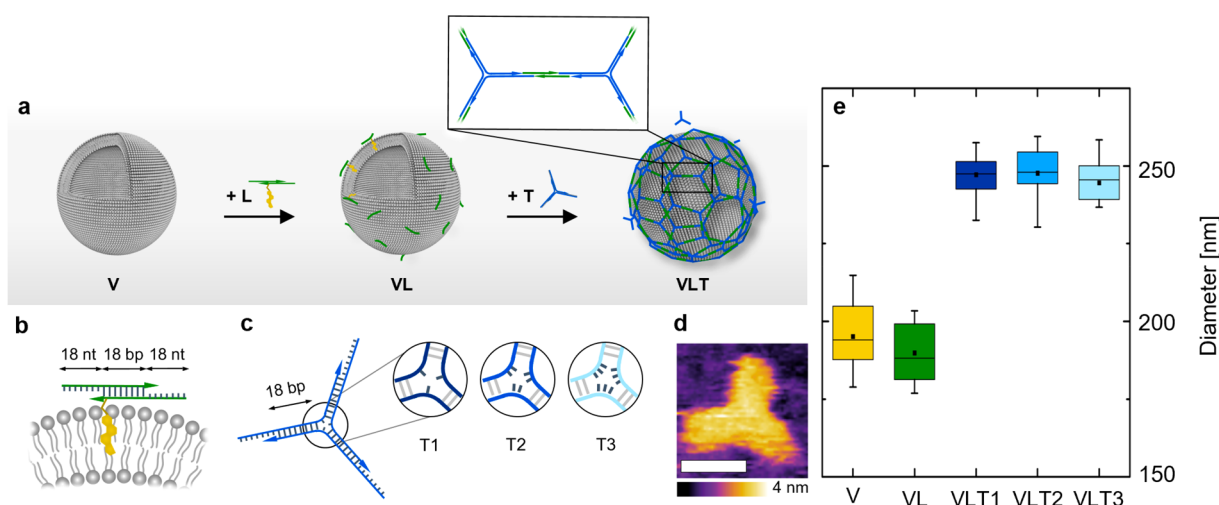 a
+ L
+ T
V
VL
VLT
b
18 nt 18 bp 18 nt
c
18 bp
T1
T2
T3
d
4 nm
e
250
200
150
Diameter [nm]
V
VL
VLT1
VLT2
VLT3